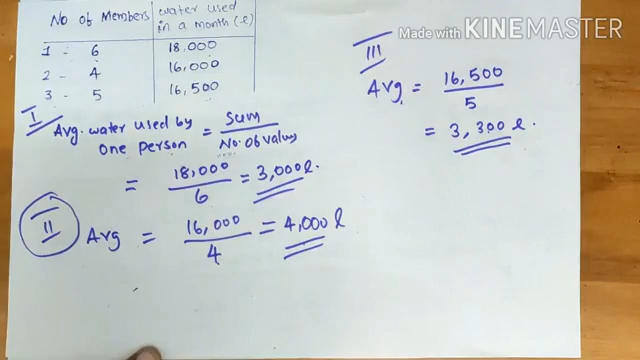 No of Members water used in a month (l)
1 - 6 18,000
2 - 4 16,000
3 - 5 16,500
I
Avg. water used by one person = Sum / No. of values
= 18,000 / 6 = 3,000 l.
II Avg = 16,000 / 4 = 4,000 l
III
Avg = 16,500 / 5
= 3,300 l.
Made with KINEMASTER